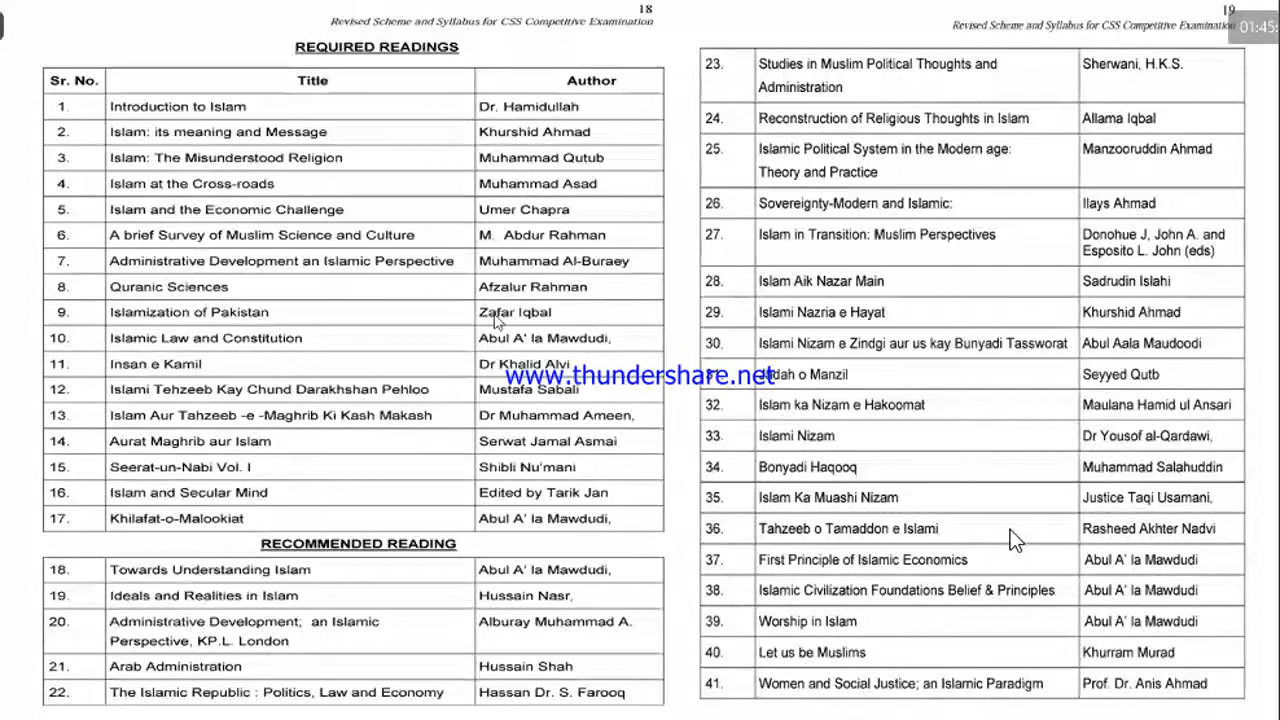 18
Revised Scheme and Syllabus for CSS Competitive Examination
REQUIRED READINGS
Sr. No. Title Author
1. Introduction to Islam Dr. Hamidullah
2. Islam: its meaning and Message Khurshid Ahmad
3. Islam: The Misunderstood Religion Muhammad Qutub
4. Islam at the Cross-roads Muhammad Asad
5. Islam and the Economic Challenge Umer Chapra
6. A brief Survey of Muslim Science and Culture M. Abdur Rahman
7. Administrative Development an Islamic Perspective Muhammad Al-Buraey
8. Quranic Sciences Afzalur Rahman
9. Islamization of Pakistan Zafar Iqbal
10. Islamic Law and Constitution Abul A' la Mawdudi,
11. Insan e Kamil Dr Khalid Alvi
12. Islami Tehzeeb Kay Chund Darakhshan Pehloo Mustafa Sabali
13. Islam Aur Tahzeeb -e -Maghrib Ki Kash Makash Dr Muhammad Ameen,
14. Aurat Maghrib aur Islam Serwat Jamal Asmai
15. Seerat-un-Nabi Vol. I Shibli Nu'mani
16. Islam and Secular Mind Edited by Tarik Jan
17. Khilafat-o-Malookiat Abul A' la Mawdudi,
RECOMMENDED READING
18. Towards Understanding Islam Abul A' la Mawdudi,
19. Ideals and Realities in Islam Hussain Nasr,
20. Administrative Development; an Islamic Alburay Muhammad A.
Perspective, KP.L. London
21. Arab Administration Hussain Shah
22. The Islamic Republic : Politics, Law and Economy Hassan Dr. S. Farooq
19
Revised Scheme and Syllabus for CSS Competitive Examination
01:45:
23. Studies in Muslim Political Thoughts and Sherwani, H.K.S.
Administration
24. Reconstruction of Religious Thoughts in Islam Allama Iqbal
25. Islamic Political System in the Modern age: Manzooruddin Ahmad
Theory and Practice
26. Sovereignty-Modern and Islamic: Ilays Ahmad
27. Islam in Transition: Muslim Perspectives Donohue J, John A. and
Esposito L. John (eds)
28. Islam Aik Nazar Main Sadrudin Islahi
29. Islami Nazria e Hayat Khurshid Ahmad
30. Islami Nizam e Zindgi aur us kay Bunyadi Tassworat Abul Aala Maudoodi
31. Jadah o Manzil Seyyed Qutb
www.thundershare.net
32. Islam ka Nizam e Hakoomat Maulana Hamid ul Ansari
33. Islami Nizam Dr Yousof al-Qardawi,
34. Bonyadi Haqooq Muhammad Salahuddin
35. Islam Ka Muashi Nizam Justice Taqi Usamani,
36. Tahzeeb o Tamaddon e Islami Rasheed Akhter Nadvi
37. First Principle of Islamic Economics Abul A' la Mawdudi
38. Islamic Civilization Foundations Belief & Principles Abul A' la Mawdudi
39. Worship in Islam Abul A' la Mawdudi
40. Let us be Muslims Khurram Murad
41. Women and Social Justice; an Islamic Paradigm Prof. Dr. Anis Ahmad